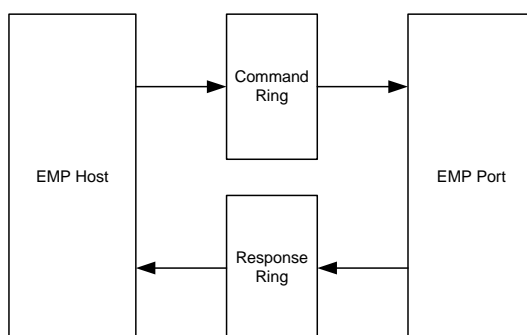 Command
Ring
EMP Host
EMP Port
Response
Ring